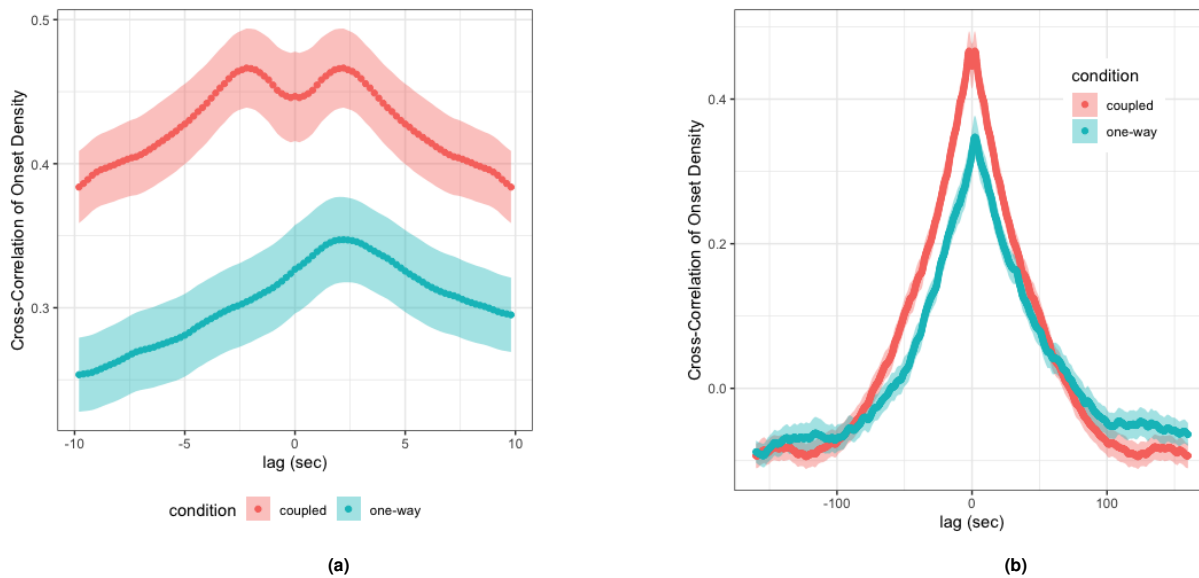 0.5
0.4
0.3
Cross-Correlation of Onset Density
-10
-5
0
5
10
lag (sec)
condition
coupled
one-way
(a)
0.4
0.2
0.0
Cross-Correlation of Onset Density
-100
0
100
lag (sec)
condition
coupled
one-way
(b)